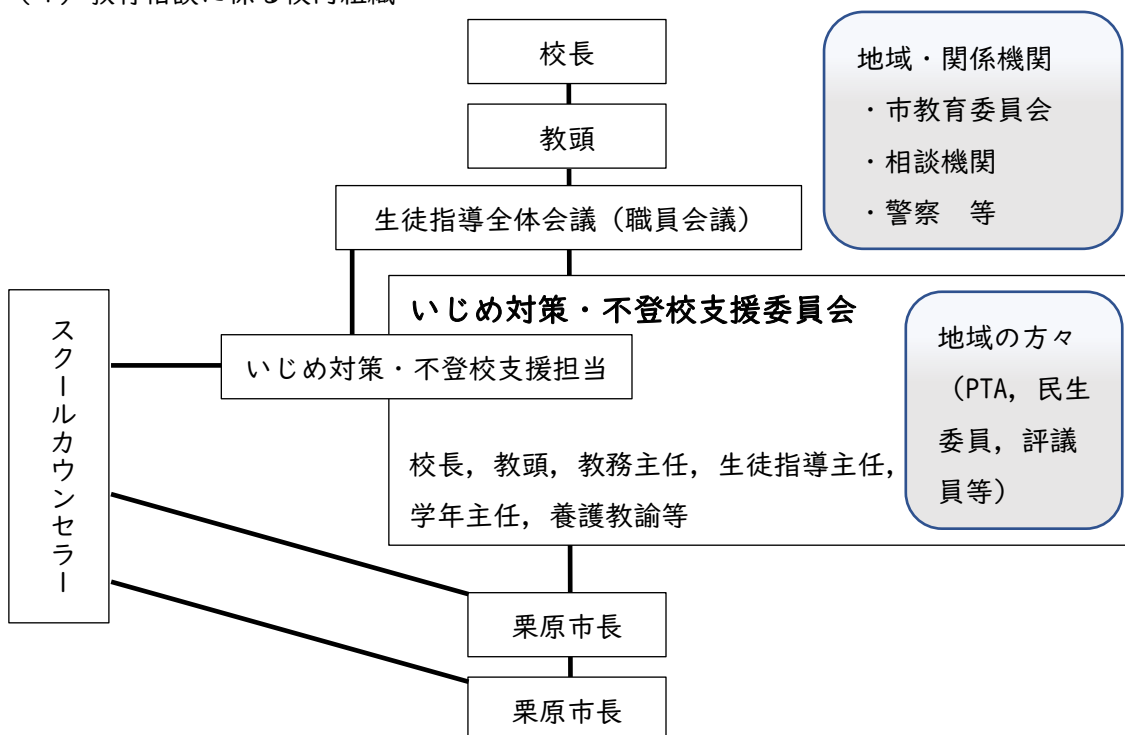 校長
教頭
生徒指導全体会議（職員会議）
地域・関係機関
・市教育委員会
・相談機関
・警察　等
スクールカウンセラー
いじめ対策・不登校支援委員会
いじめ対策・不登校支援担当
校長，教頭，教務主任，生徒指導主任，
学年主任，養護教諭等
地域の方々
（PTA，民生
委員，評議
員等）
栗原市長
栗原市長